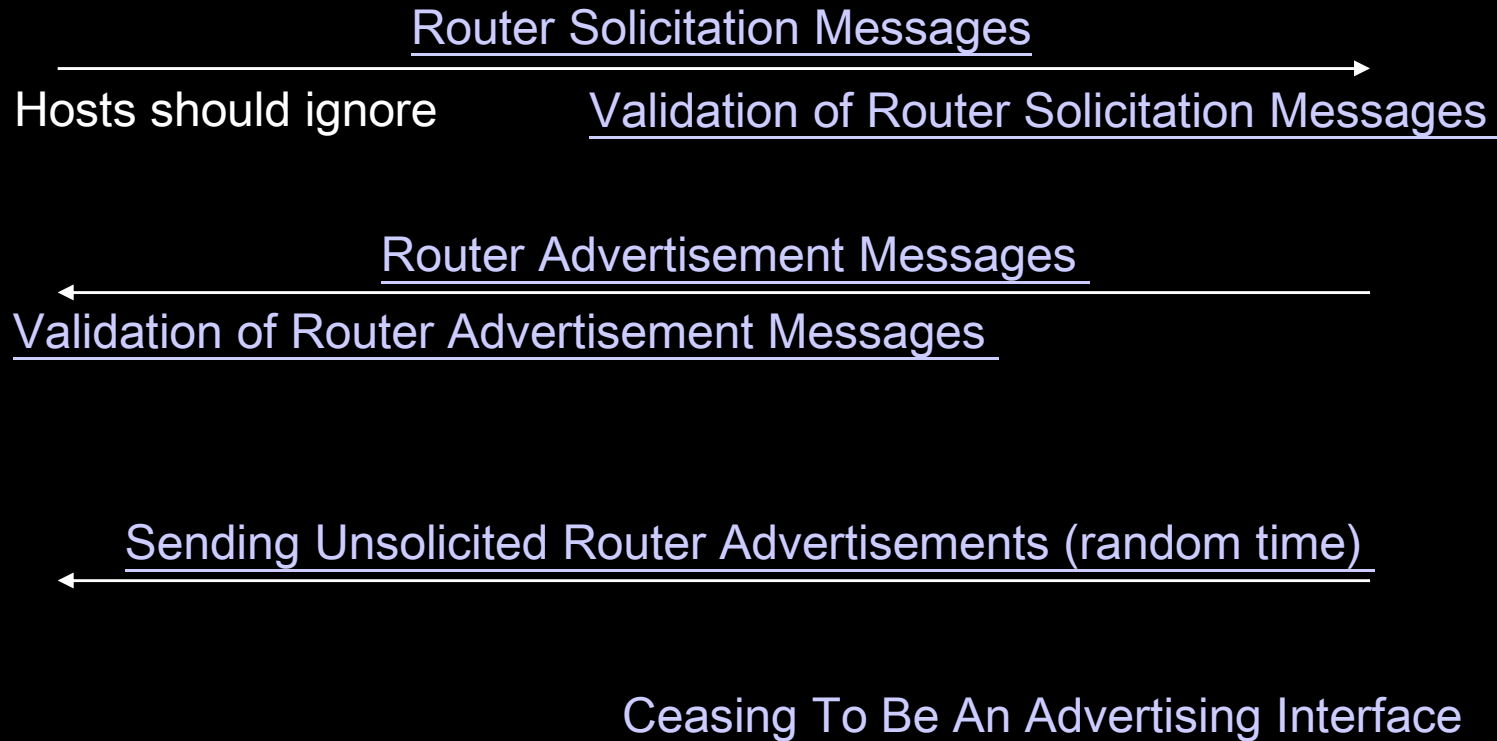 Router Solicitation Messages
Hosts should ignore
Validation of Router Solicitation Messages
Router Advertisement Messages
Validation of Router Advertisement Messages
Sending Unsolicited Router Advertisements (random time)
Ceasing To Be An Advertising Interface